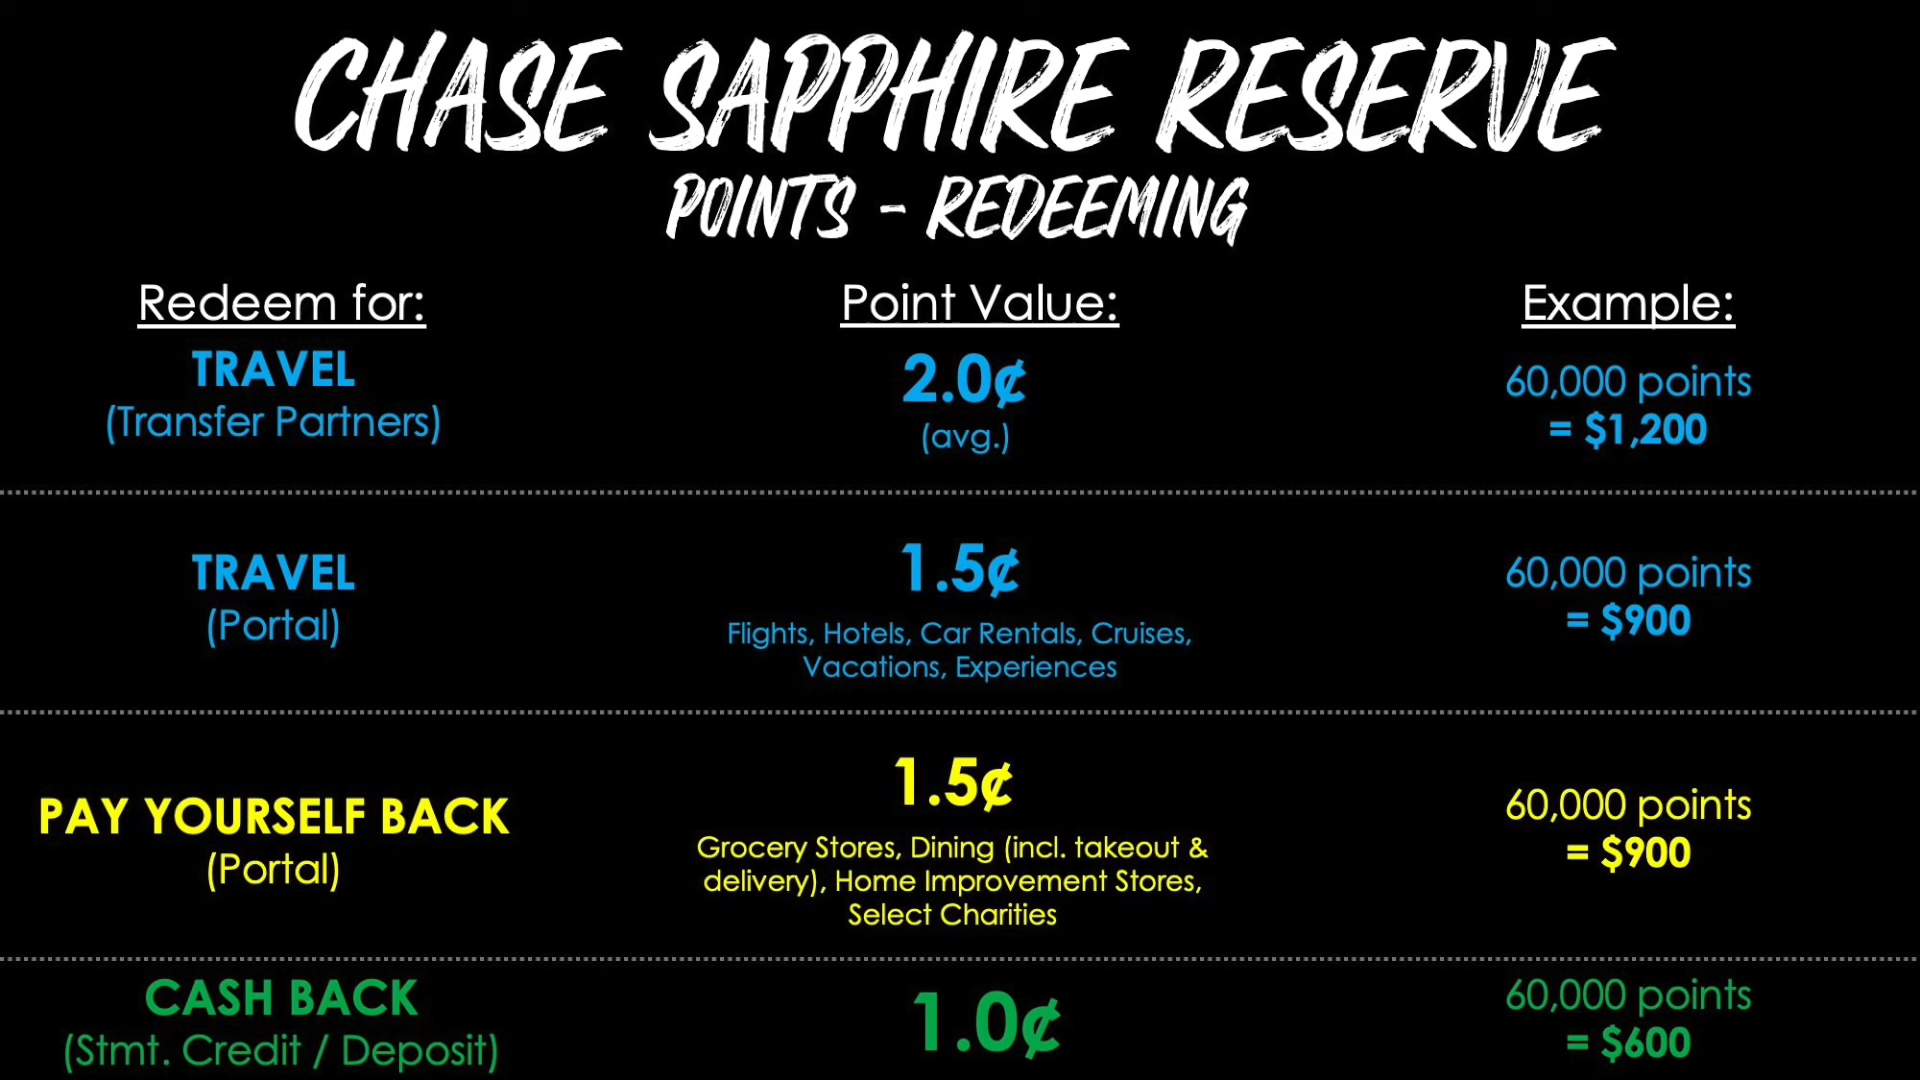 CHASE SAPPHIRE RESERVE
POINTS - REDEEMING
Redeem for: Point Value: Example:
TRAVEL
(Transfer Partners)
2.0¢
(avg.)
60,000 points
= $1,200
TRAVEL
(Portal)
1.5¢
Flights, Hotels, Car Rentals, Cruises,
Vacations, Experiences
60,000 points
= $900
PAY YOURSELF BACK
(Portal)
1.5¢
Grocery Stores, Dining (incl. takeout &
delivery), Home Improvement Stores,
Select Charities
60,000 points
= $900
CASH BACK
(Stmt. Credit / Deposit)
1.0¢
60,000 points
= $600